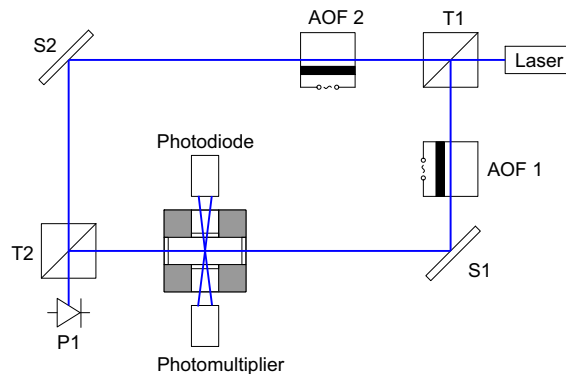 AOF 2
T1
S2
Laser
Photodiode
AOF 1
T2
S1
P1
Photomultiplier